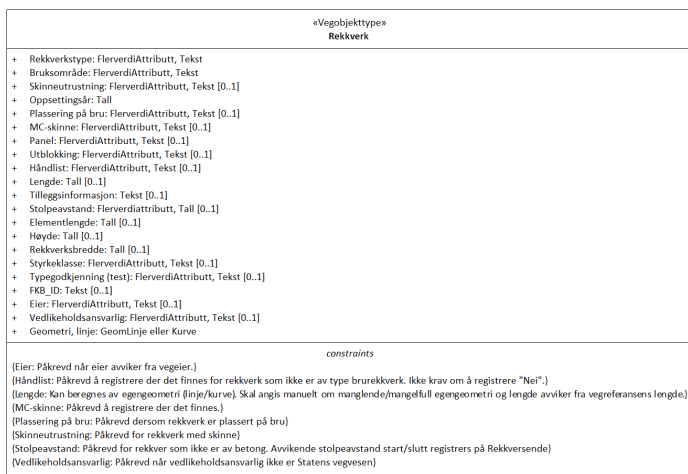 «Vegobjekttype»
Rekkverk
+ Rekkverkstype: FlerverdiAttributt, Tekst
+ Bruksområde: FlerverdiAttributt, Tekst
+ Skinneutrustning: FlerverdiAttributt, Tekst [0..1]
+ Oppsettingsår: Tall
+ Plassering på bru: FlerverdiAttributt, Tekst [0..1]
+ MC-skinne: FlerverdiAttributt, Tekst [0..1]
+ Panel: FlerverdiAttributt, Tekst [0..1]
+ Utblokking: FlerverdiAttributt, Tekst [0..1]
+ Håndlist: FlerverdiAttributt, Tekst [0..1]
+ Lengde: Tall [0..1]
+ Tilleggsinformasjon: Tekst [0..1]
+ Stolpeavstand: Flerverdiattributt, Tall [0..1]
+ Elementlengde: Tall [0..1]
+ Høyde: Tall [0..1]
+ Rekkverksbredde: Tall [0..1]
+ Styrkeklasse: FlerverdiAttributt, Tekst [0..1]
+ Typegodkjenning (test): FlerverdiAttributt, Tekst [0..1]
+ FKB_ID: Tekst [0..1]
+ Eier: FlerverdiAttributt, Tekst [0..1]
+ Vedlikeholdsansvarlig: FlerverdiAttributt, Tekst [0..1]
+ Geometri, linje: GeomLinje eller Kurve
constraints
{Eier: Påkrevd når eier avviker fra vegeier.}
{Håndlist: Påkrevd å registrere der det finnes for rekkverk som ikke er av type brurekkverk. Ikke krav om å registrere "Nei".}
{Lengde: Kan beregnes av egengeometri (linje/kurve). Skal angis manuelt om manglende/mangelfull egengeometri og lengde avviker fra vegreferansens lengde.}
{MC-skinne: Påkrevd å registrere der det finnes.}
{Plassering på bru: Påkrevd dersom rekkverk er plassert på bru}
{Skinneutrustning: Påkrevd for rekkverk med skinne}
{Stolpeavstand: Påkrevd for rekkver som ikke er av betong. Avvikende stolpeavstand start/slutt registrers på Rekkversende}
{Vedlikeholdsansvarlig: Påkrevd når vedlikeholdsansvarlig ikke er Statens vegvesen}